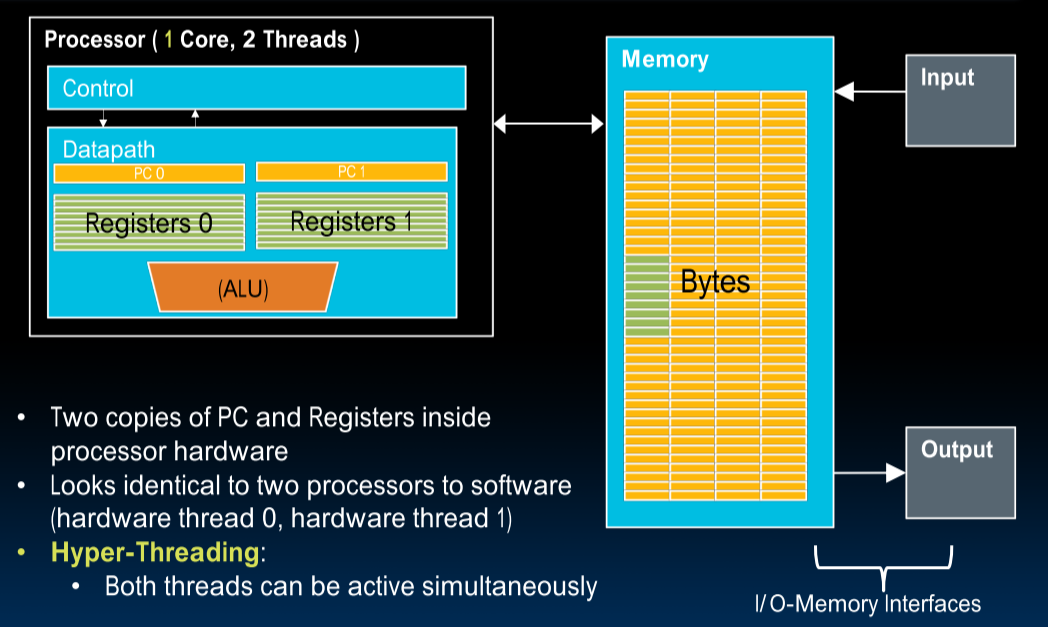 Processor ( 1 Core, 2 Threads )
Control
Datapath
PC 0
PC 1
Registers 0
Registers 1
(ALU)
Memory
Bytes
Input
Output
I/O-Memory Interfaces
• Two copies of PC and Registers inside
processor hardware
• Looks identical to two processors to software
(hardware thread 0, hardware thread 1)
• Hyper-Threading:
• Both threads can be active simultaneously